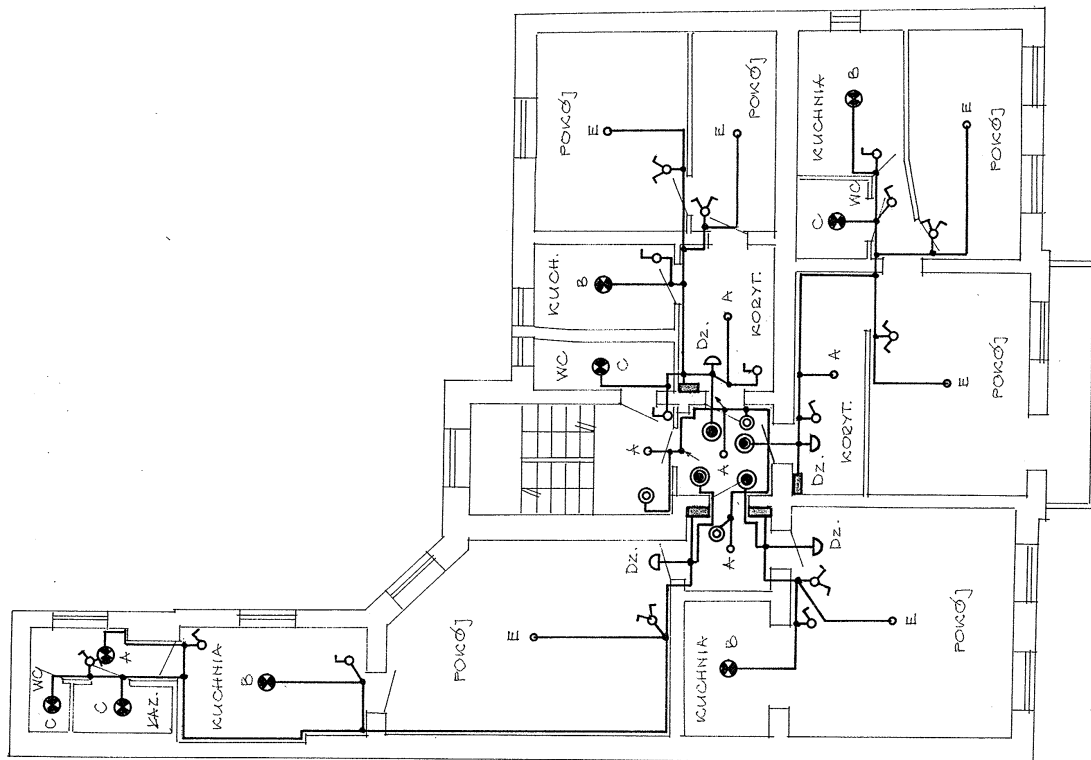 POKÓJ
E
E
POKÓJ
KUCHNIA
B
KUCH.
B
WC
C
C
WC
E
POKÓJ
A
KORYT.
Dz.
A
A
KORYT.
Dz.
E
POKÓJ
WC
C
A
C
ŁAZ.
KUCHNIA
B
E
POKÓJ
Dz.
A
Dz.
KUCHNIA
B
E
POKÓJ